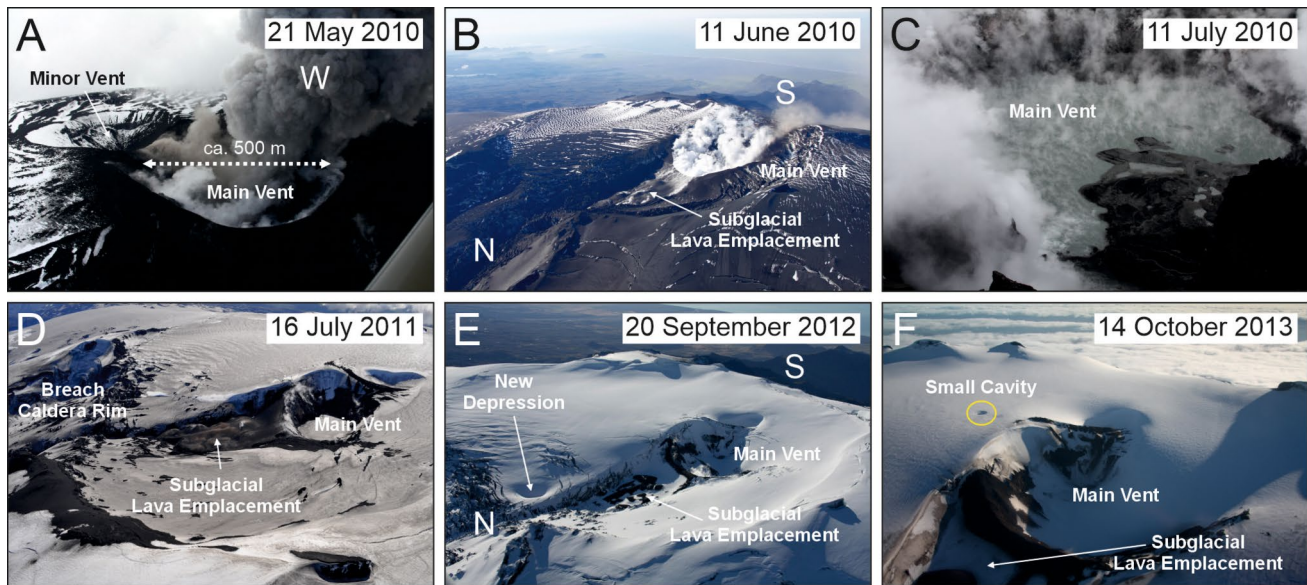 A
21 May 2010
Minor Vent
W
ca. 500 m
Main Vent
B
11 June 2010
S
Main Vent
Subglacial
Lava Emplacement
N
C
11 July 2010
Main Vent
D
16 July 2011
Breach
Caldera Rim
Main Vent
Subglacial
Lava Emplacement
E
20 September 2012
S
New
Depression
Main Vent
N
Subglacial
Lava Emplacement
F
14 October 2013
Small Cavity
Main Vent
Subglacial
Lava Emplacement